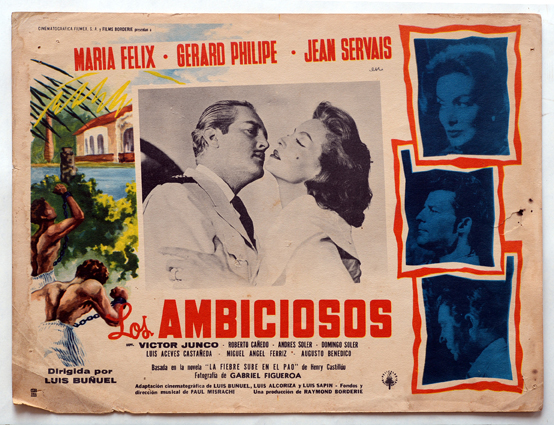 CINEMATOGRAFICA FILMEX, S. A. y FILMS BORDERIE presentan a
MARIA FELIX · GERARD PHILIPE · JEAN SERVAIS
Los AMBICIOSOS
VICTOR JUNCO · ROBERTO CAÑEDO · ANDRES SOLER · DOMINGO SOLER
LUIS ACEVES CASTAÑEDA · MIGUEL ANGEL FERRIZ · AUGUSTO BENEDICO
Dirigida por
LUIS BUÑUEL
Basada en la novela "LA FIEBRE SUBE EN EL PAO" de Henry Castillou
Fotografía de GABRIEL FIGUEROA
Adaptación cinematográfica de LUIS BUNUEL, LUIS ALCORIZA y LUIS SAPIN - Fondos y
dirección musical de PAUL MISRACHI · Una producción de RAYMOND BORDERIE